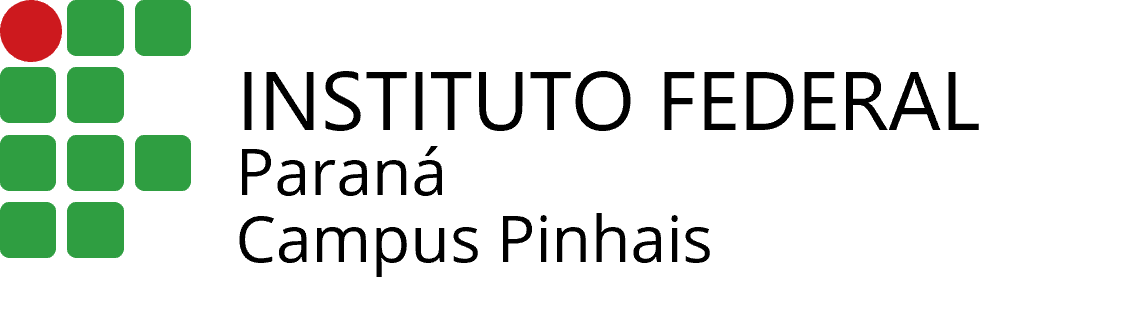 INSTITUTO FEDERAL
Paraná
Campus Pinhais